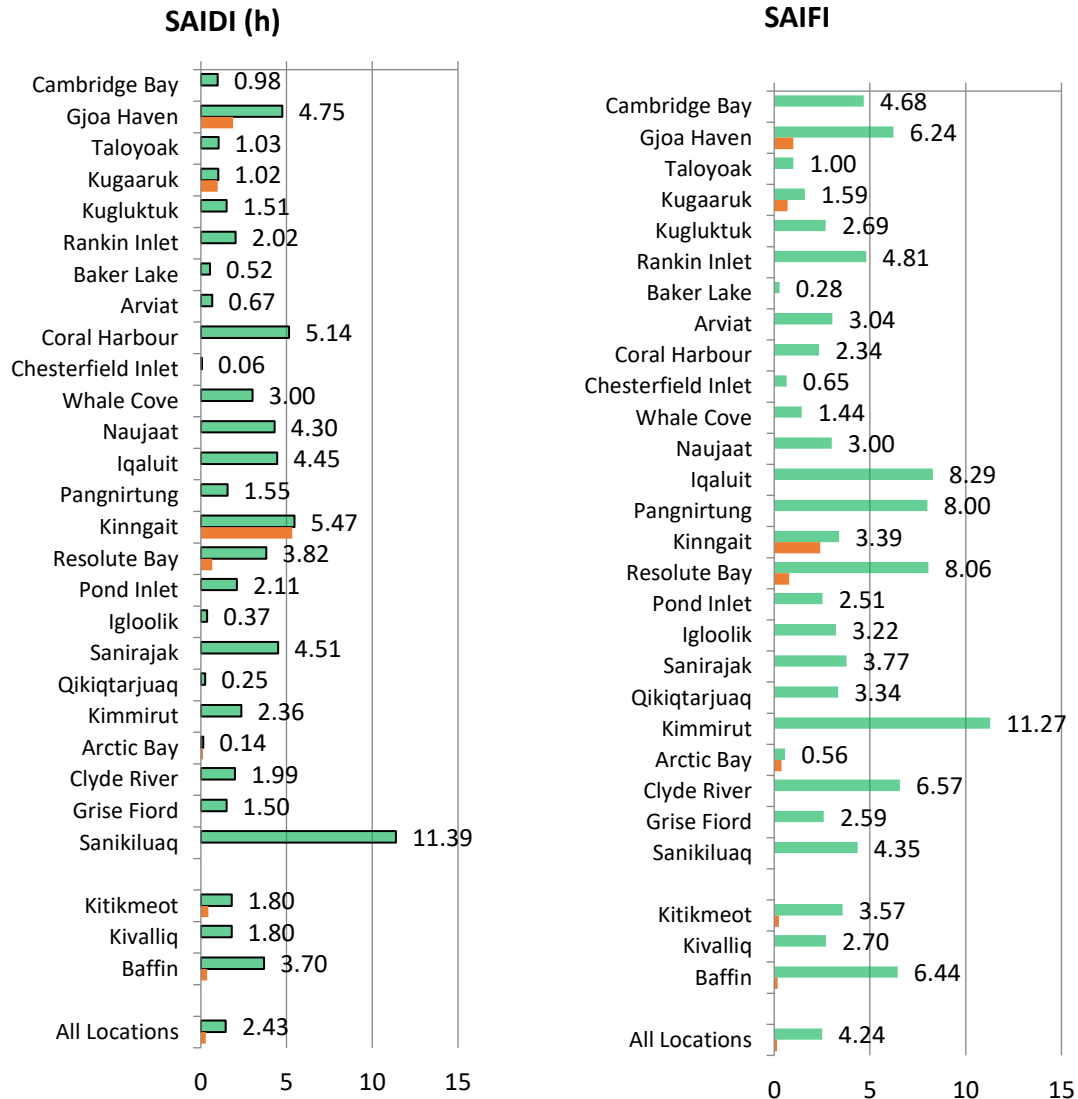 SAIDI (h)
Cambridge Bay 0.98
Gjoa Haven 4.75
Taloyoak 1.03
Kugaaruk 1.02
Kugluktuk 1.51
Rankin Inlet 2.02
Baker Lake 0.52
Arviat 0.67
Coral Harbour 5.14
Chesterfield Inlet 0.06
Whale Cove 3.00
Naujaat 4.30
Iqaluit 4.45
Pangnirtung 1.55
Kinngait 5.47
Resolute Bay 3.82
Pond Inlet 2.11
Igloolik 0.37
Sanirajak 4.51
Qikiqtarjuaq 0.25
Kimmirut 2.36
Arctic Bay 0.14
Clyde River 1.99
Grise Fiord 1.50
Sanikiluaq 11.39
Kitikmeot 1.80
Kivalliq 1.80
Baffin 3.70
All Locations 2.43
0 5 10 15
SAIFI
Cambridge Bay 4.68
Gjoa Haven 6.24
Taloyoak 1.00
Kugaaruk 1.59
Kugluktuk 2.69
Rankin Inlet 4.81
Baker Lake 0.28
Arviat 3.04
Coral Harbour 2.34
Chesterfield Inlet 0.65
Whale Cove 1.44
Naujaat 3.00
Iqaluit 8.29
Pangnirtung 8.00
Kinngait 3.39
Resolute Bay 8.06
Pond Inlet 2.51
Igloolik 3.22
Sanirajak 3.77
Qikiqtarjuaq 3.34
Kimmirut 11.27
Arctic Bay 0.56
Clyde River 6.57
Grise Fiord 2.59
Sanikiluaq 4.35
Kitikmeot 3.57
Kivalliq 2.70
Baffin 6.44
All Locations 4.24
0 5 10 15